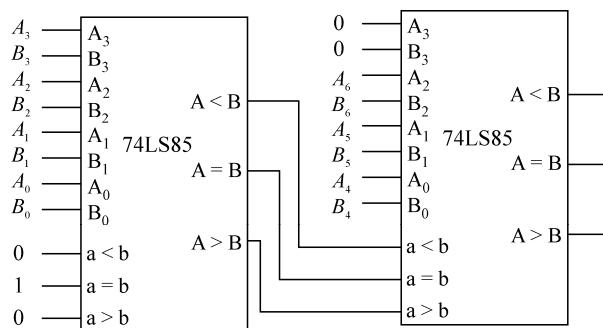 A₃ A₃
B₃ B₃
A₂ A₂
B₂ B₂
A₁ A₁
B₁ B₁
A₀ A₀
B₀ B₀
0 a < b
1 a = b
0 a > b
74LS85
A < B
A = B
A > B
0 A₃
0 B₃
A₆ A₂
B₆ B₂
A₅ A₁
B₅ B₁
A₄ A₀
B₄ B₀
a < b
a = b
a > b
74LS85
A < B
A = B
A > B